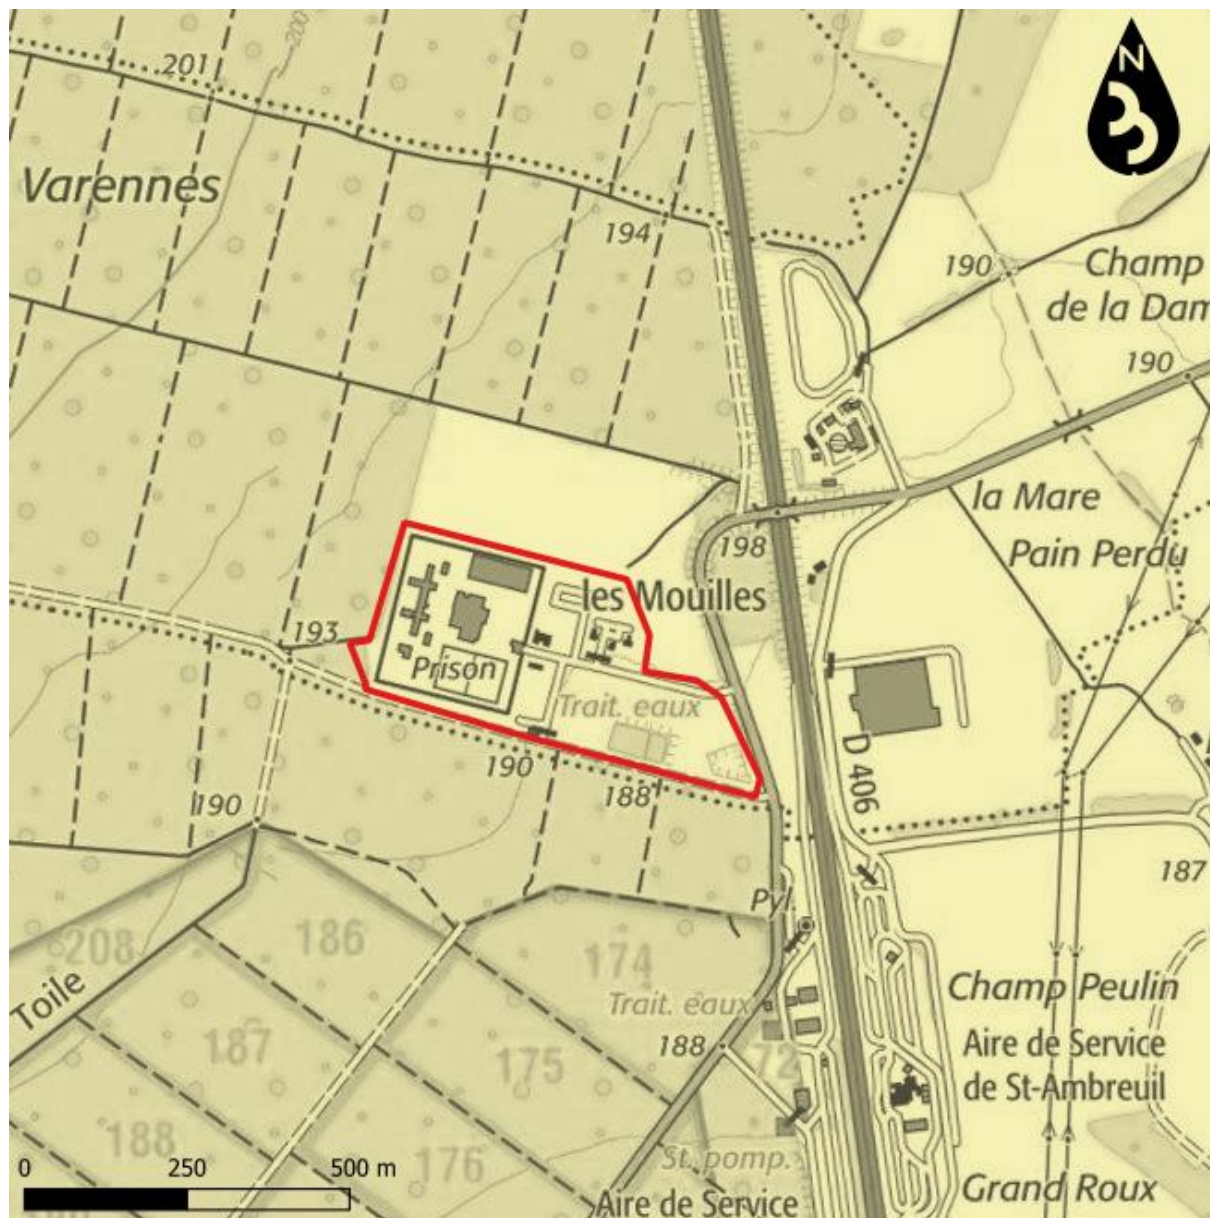 200
201
N
Varennes
194
190
Champ
de la Dam
190
la Mare
198
Pain Perdu
les Mouilles
193
Prison
Trait. eaux
D 406
190
188
190
187
Pyl.
208
186
174
Toile
Champ Peulin
Trait. eaux
187
188
175
72
Aire de Service
de St-Ambreuil
188
176
St. pomp.
0 250 500 m
Grand Roux
Aire de Service